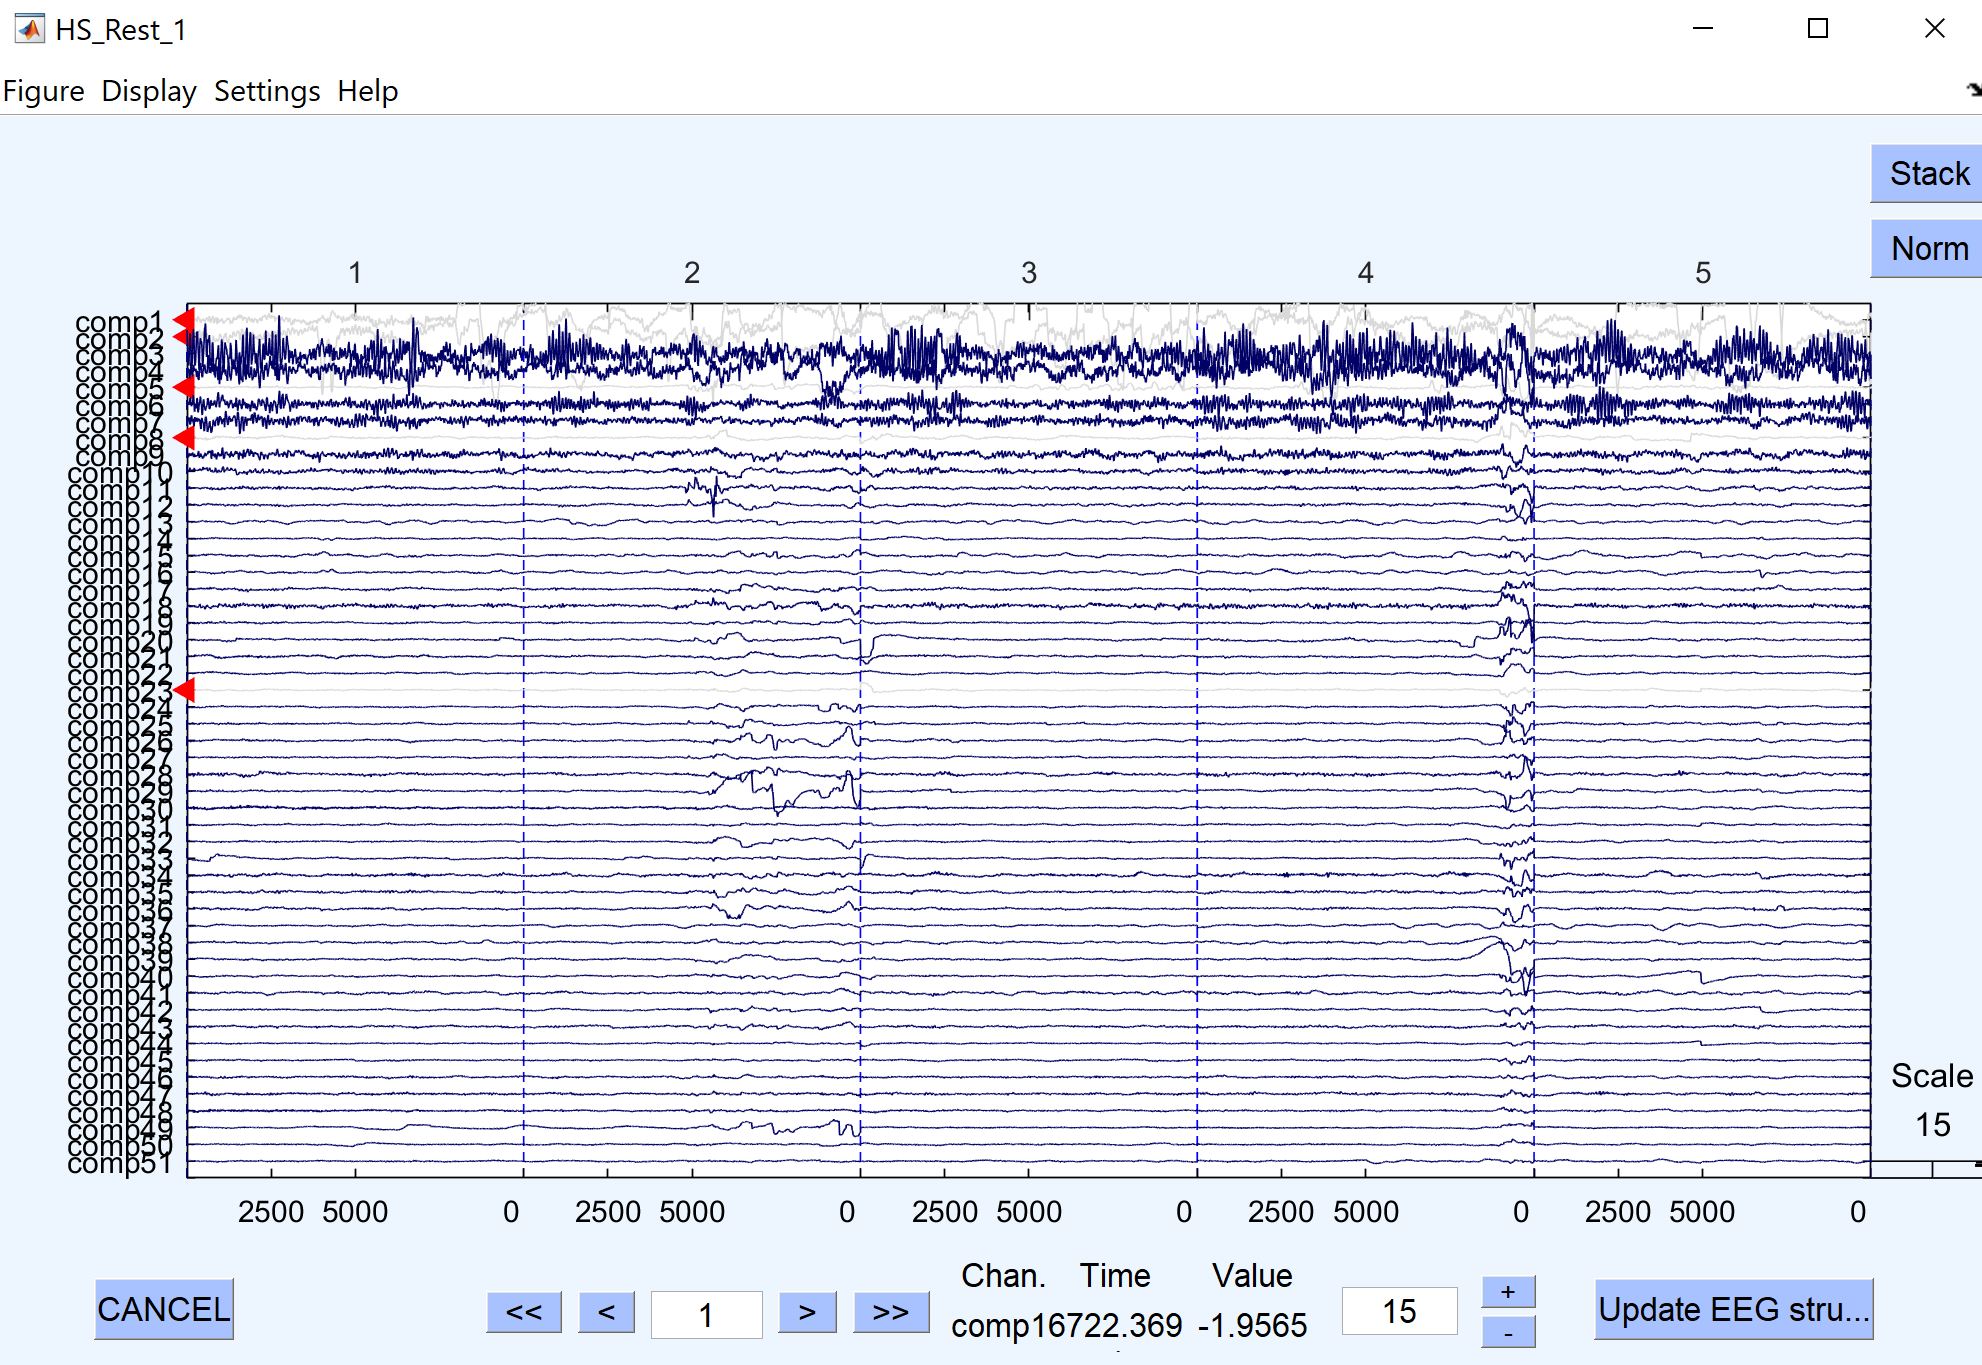 HS_Rest_1
Figure Display Settings Help
Stack
Norm
1 2 3 4 5
comp1
comp2
comp3
comp4
comp5
comp6
comp7
comp8
comp9
comp10
comp11
comp12
comp13
comp14
comp15
comp16
comp17
comp18
comp19
comp20
comp21
comp22
comp23
comp24
comp25
comp26
comp27
comp28
comp29
comp30
comp31
comp32
comp33
comp34
comp35
comp36
comp37
comp38
comp39
comp40
comp41
comp42
comp43
comp44
comp45
comp46
comp47
comp48
comp49
comp50
comp51
Scale
15
2500 5000 0 2500 5000 0 2500 5000 0 2500 5000 0 2500 5000 0
Chan. Time Value
CANCEL << < 1 > >> comp16722.369 -1.9565 15 + - Update EEG stru...